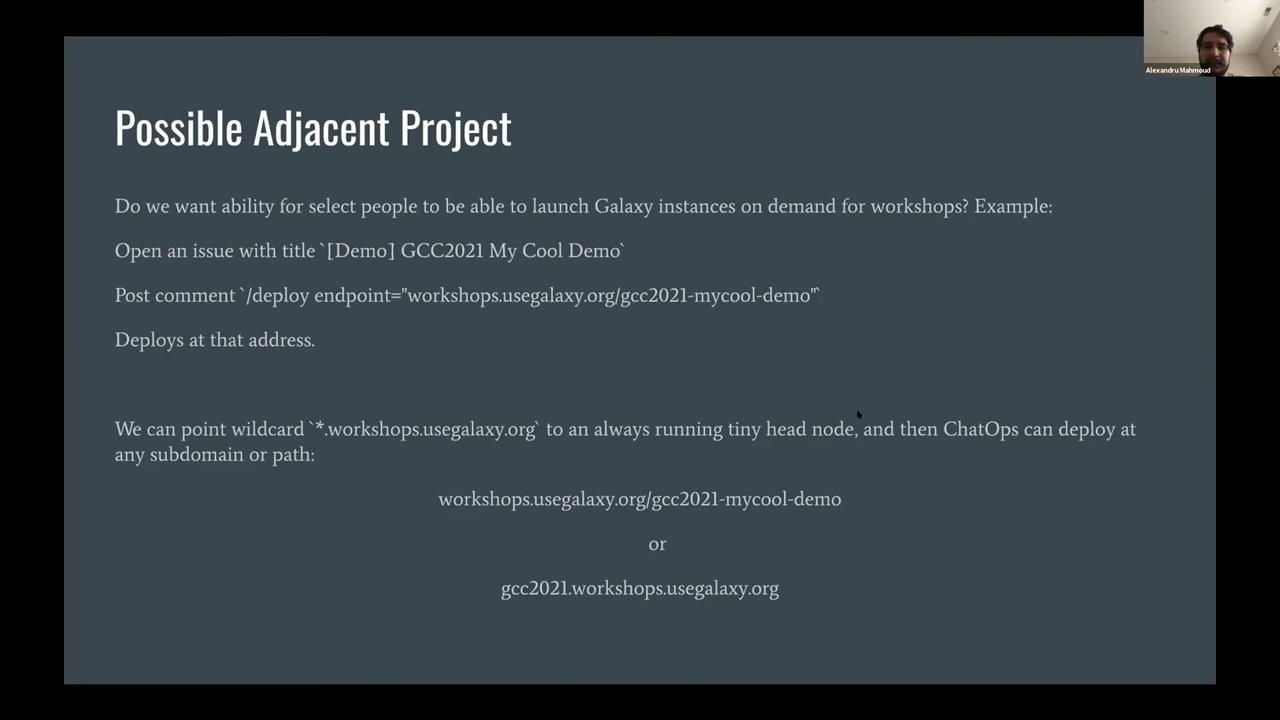 Alexandru Mahmoud
Possible Adjacent Project
Do we want ability for select people to be able to launch Galaxy instances on demand for workshops? Example:
Open an issue with title `[Demo] GCC2021 My Cool Demo`
Post comment `/deploy endpoint="workshops.usegalaxy.org/gcc2021-mycool-demo"`
Deploys at that address.
We can point wildcard `*.workshops.usegalaxy.org` to an always running tiny head node, and then ChatOps can deploy at
any subdomain or path:
workshops.usegalaxy.org/gcc2021-mycool-demo
or
gcc2021.workshops.usegalaxy.org